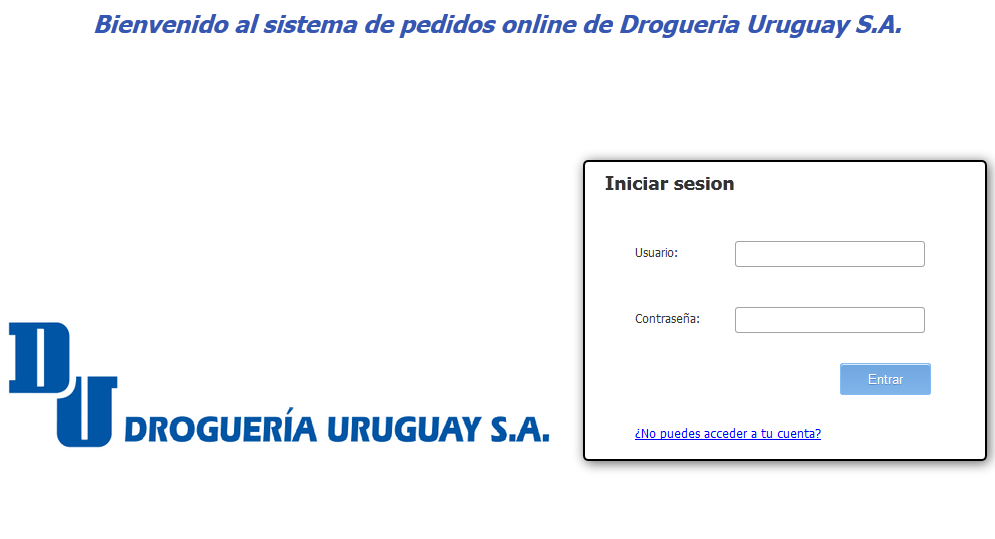 Bienvenido al sistema de pedidos online de Drogueria Uruguay S.A.
Iniciar sesion
Usuario:
Contraseña:
Entrar
DU DROGUERÍA URUGUAY S.A.
¿No puedes acceder a tu cuenta?